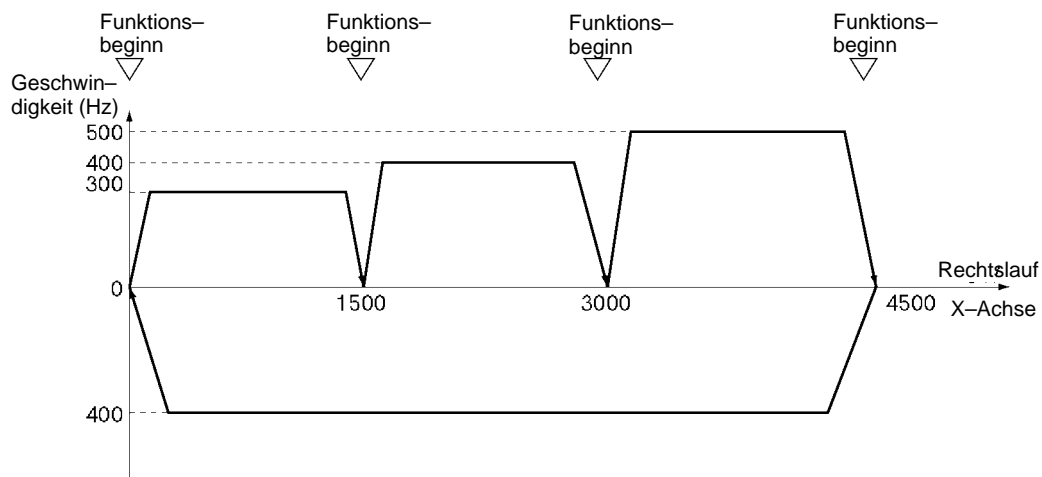 Funktions–
beginn
Funktions–
beginn
Funktions–
beginn
Funktions–
beginn
Geschwin–
digkeit (Hz)
500
400
300
0
1500
3000
4500
Rechtslauf
X–Achse
400